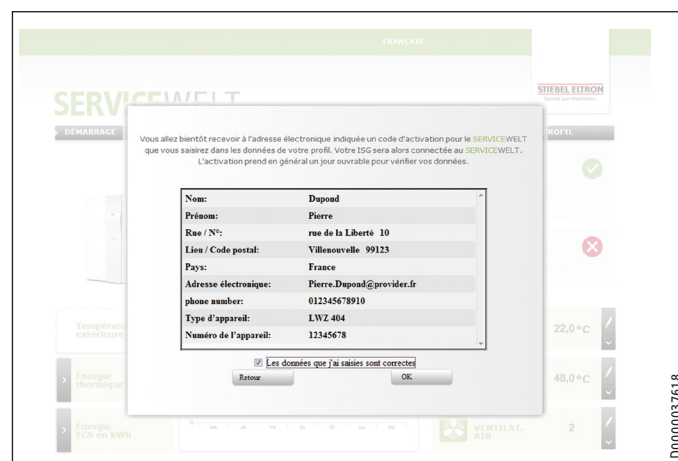 FRANÇAIS
SERVICEWELT
STIEBEL ELTRON
DÉMARRAGE
ROFIL
Vous allez bientôt recevoir à l'adresse électronique indiquée un code d'activation pour le SERVICEWELT
que vous saisirez dans les données de votre profil. Votre ISG sera alors connectée au SERVICEWELT.
L'activation prend en général un jour ouvrable pour vérifier vos données.
Nom: Dupond
Prénom: Pierre
Rue / N°: rue de la Liberté 10
Lieu / Code postal: Villenouvelle 99123
Pays: France
Adresse électronique: Pierre.Dupond@provider.fr
phone number: 012345678910
Type d'appareil: LWZ 404
Numéro de l'appareil: 12345678
Les données que j'ai saisies sont correctes
Retour OK
Températu
extérieure
22,0 °C
Energie
thermique
48,0 °C
Energie
ECS en kWh
VENTILAT.
AIR
2
D0000037618